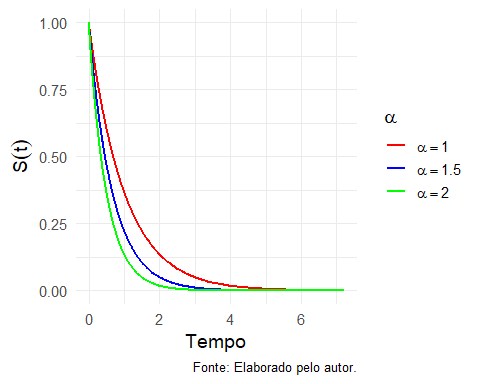 1.00
0.75
0.50
0.25
0.00
S(t)
0 2 4 6
Tempo
Fonte: Elaborado pelo autor.
α
α = 1
α = 1.5
α = 2